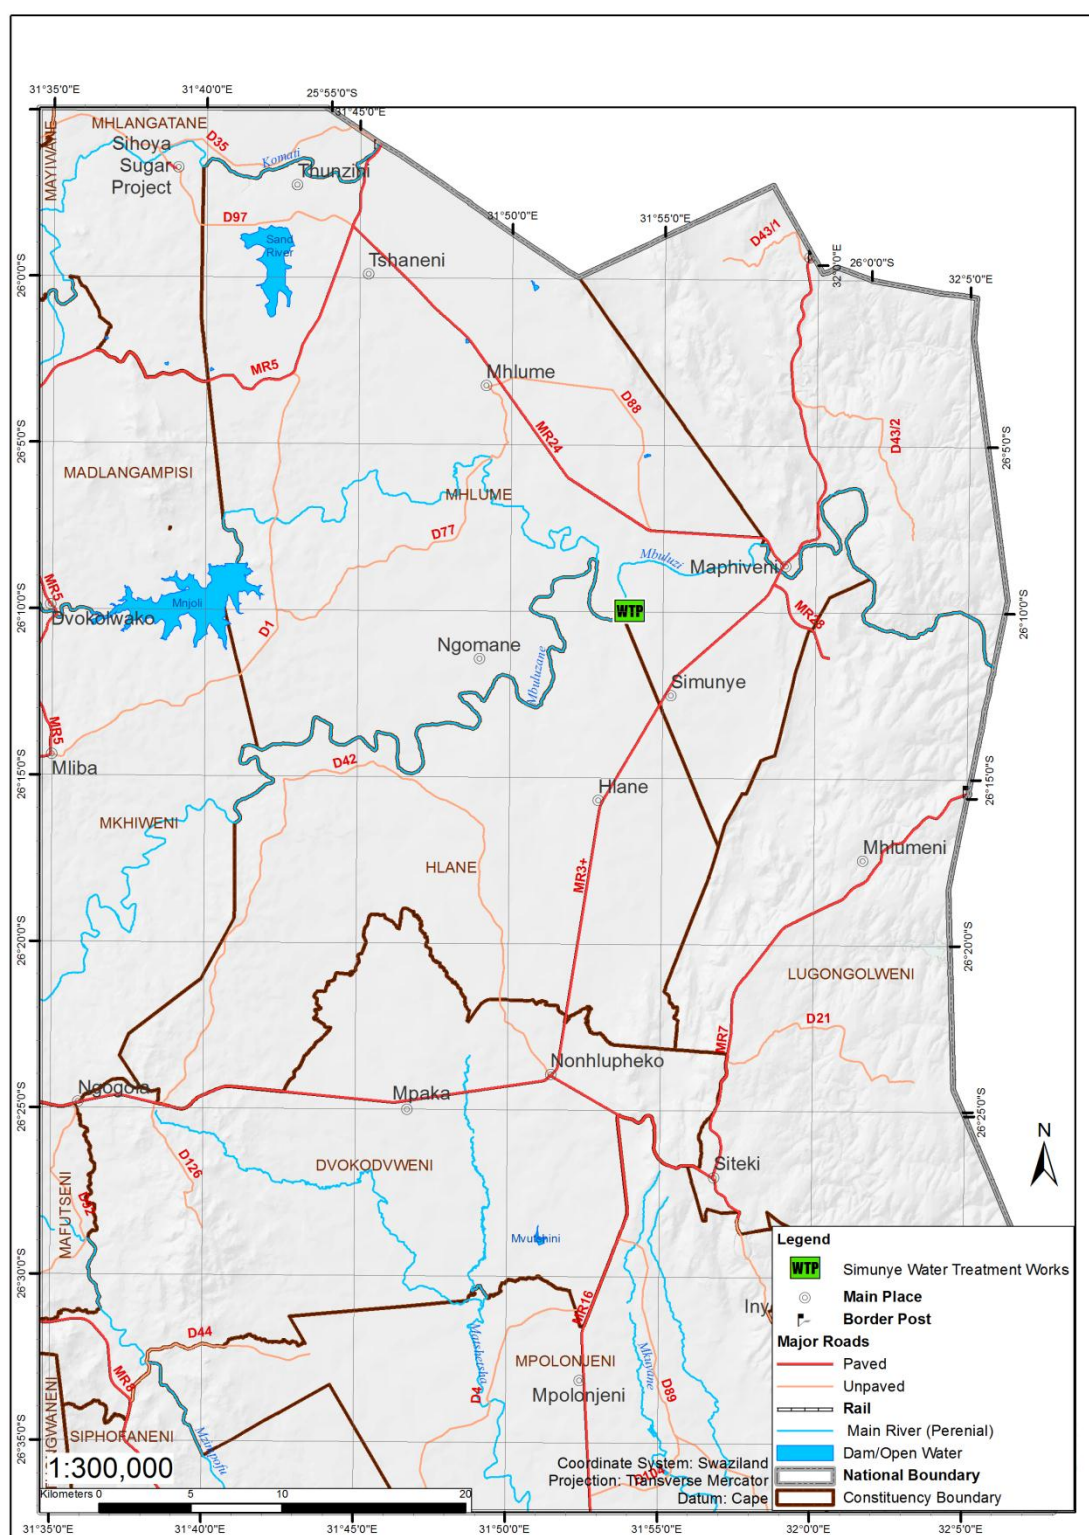 31°35'0"E
31°40'0"E
25°55'0"S
31°45'0"E
MHLANGATANE
MAYIWANE
Sihoya
Sugar
Project
D35
Komati
Thunzini
31°50'0"E
31°55'0"E
D97
Sand
River
D43/1
32°0'0"E
26°0'0"S
32°5'0"E
26°0'0"S
Tshaneni
MR5
Mhlume
D88
MR24
D43/2
26°5'0"S
26°5'0"S
MADLANGAMPISI
MHLUME
D77
Mbuluzi
Maphiveni
MR5
Dvokolwako
Mnjoli
26°10'0"S
WTP
MR28
26°10'0"S
D1
Ngomane
Mbuluzane
Simunye
MR5
Mliba
D42
26°15'0"S
Hlane
26°15'0"S
MKHIWENI
Mhlumeni
HLANE
MR3+
26°20'0"S
26°20'0"S
LUGONGOLWENI
D21
MR7
Nonhlupheko
Ngogola
Mpaka
26°25'0"S
26°25'0"S
N
D126
DVOKODVWENI
Siteki
MAFUTSENI
Mvutshini
26°30'0"S
Iny
D44
MR16
MR8
Matshetshe
MPOLONJENI
Mpolonjeni
Mkuyane
D89
D4
SIPHOFANENI
Mzimpofu
26°35'0"S
1:300,000
Kilometers 0 5 10 20
D104
Coordinate System: Swaziland
Projection: Transverse Mercator
Datum: Cape
Legend
WTP Simunye Water Treatment Works
Main Place
Border Post
Major Roads
Paved
Unpaved
Rail
Main River (Perenial)
Dam/Open Water
National Boundary
Constituency Boundary
31°35'0"E
31°40'0"E
31°45'0"E
31°50'0"E
31°55'0"E
32°0'0"E
32°5'0"E